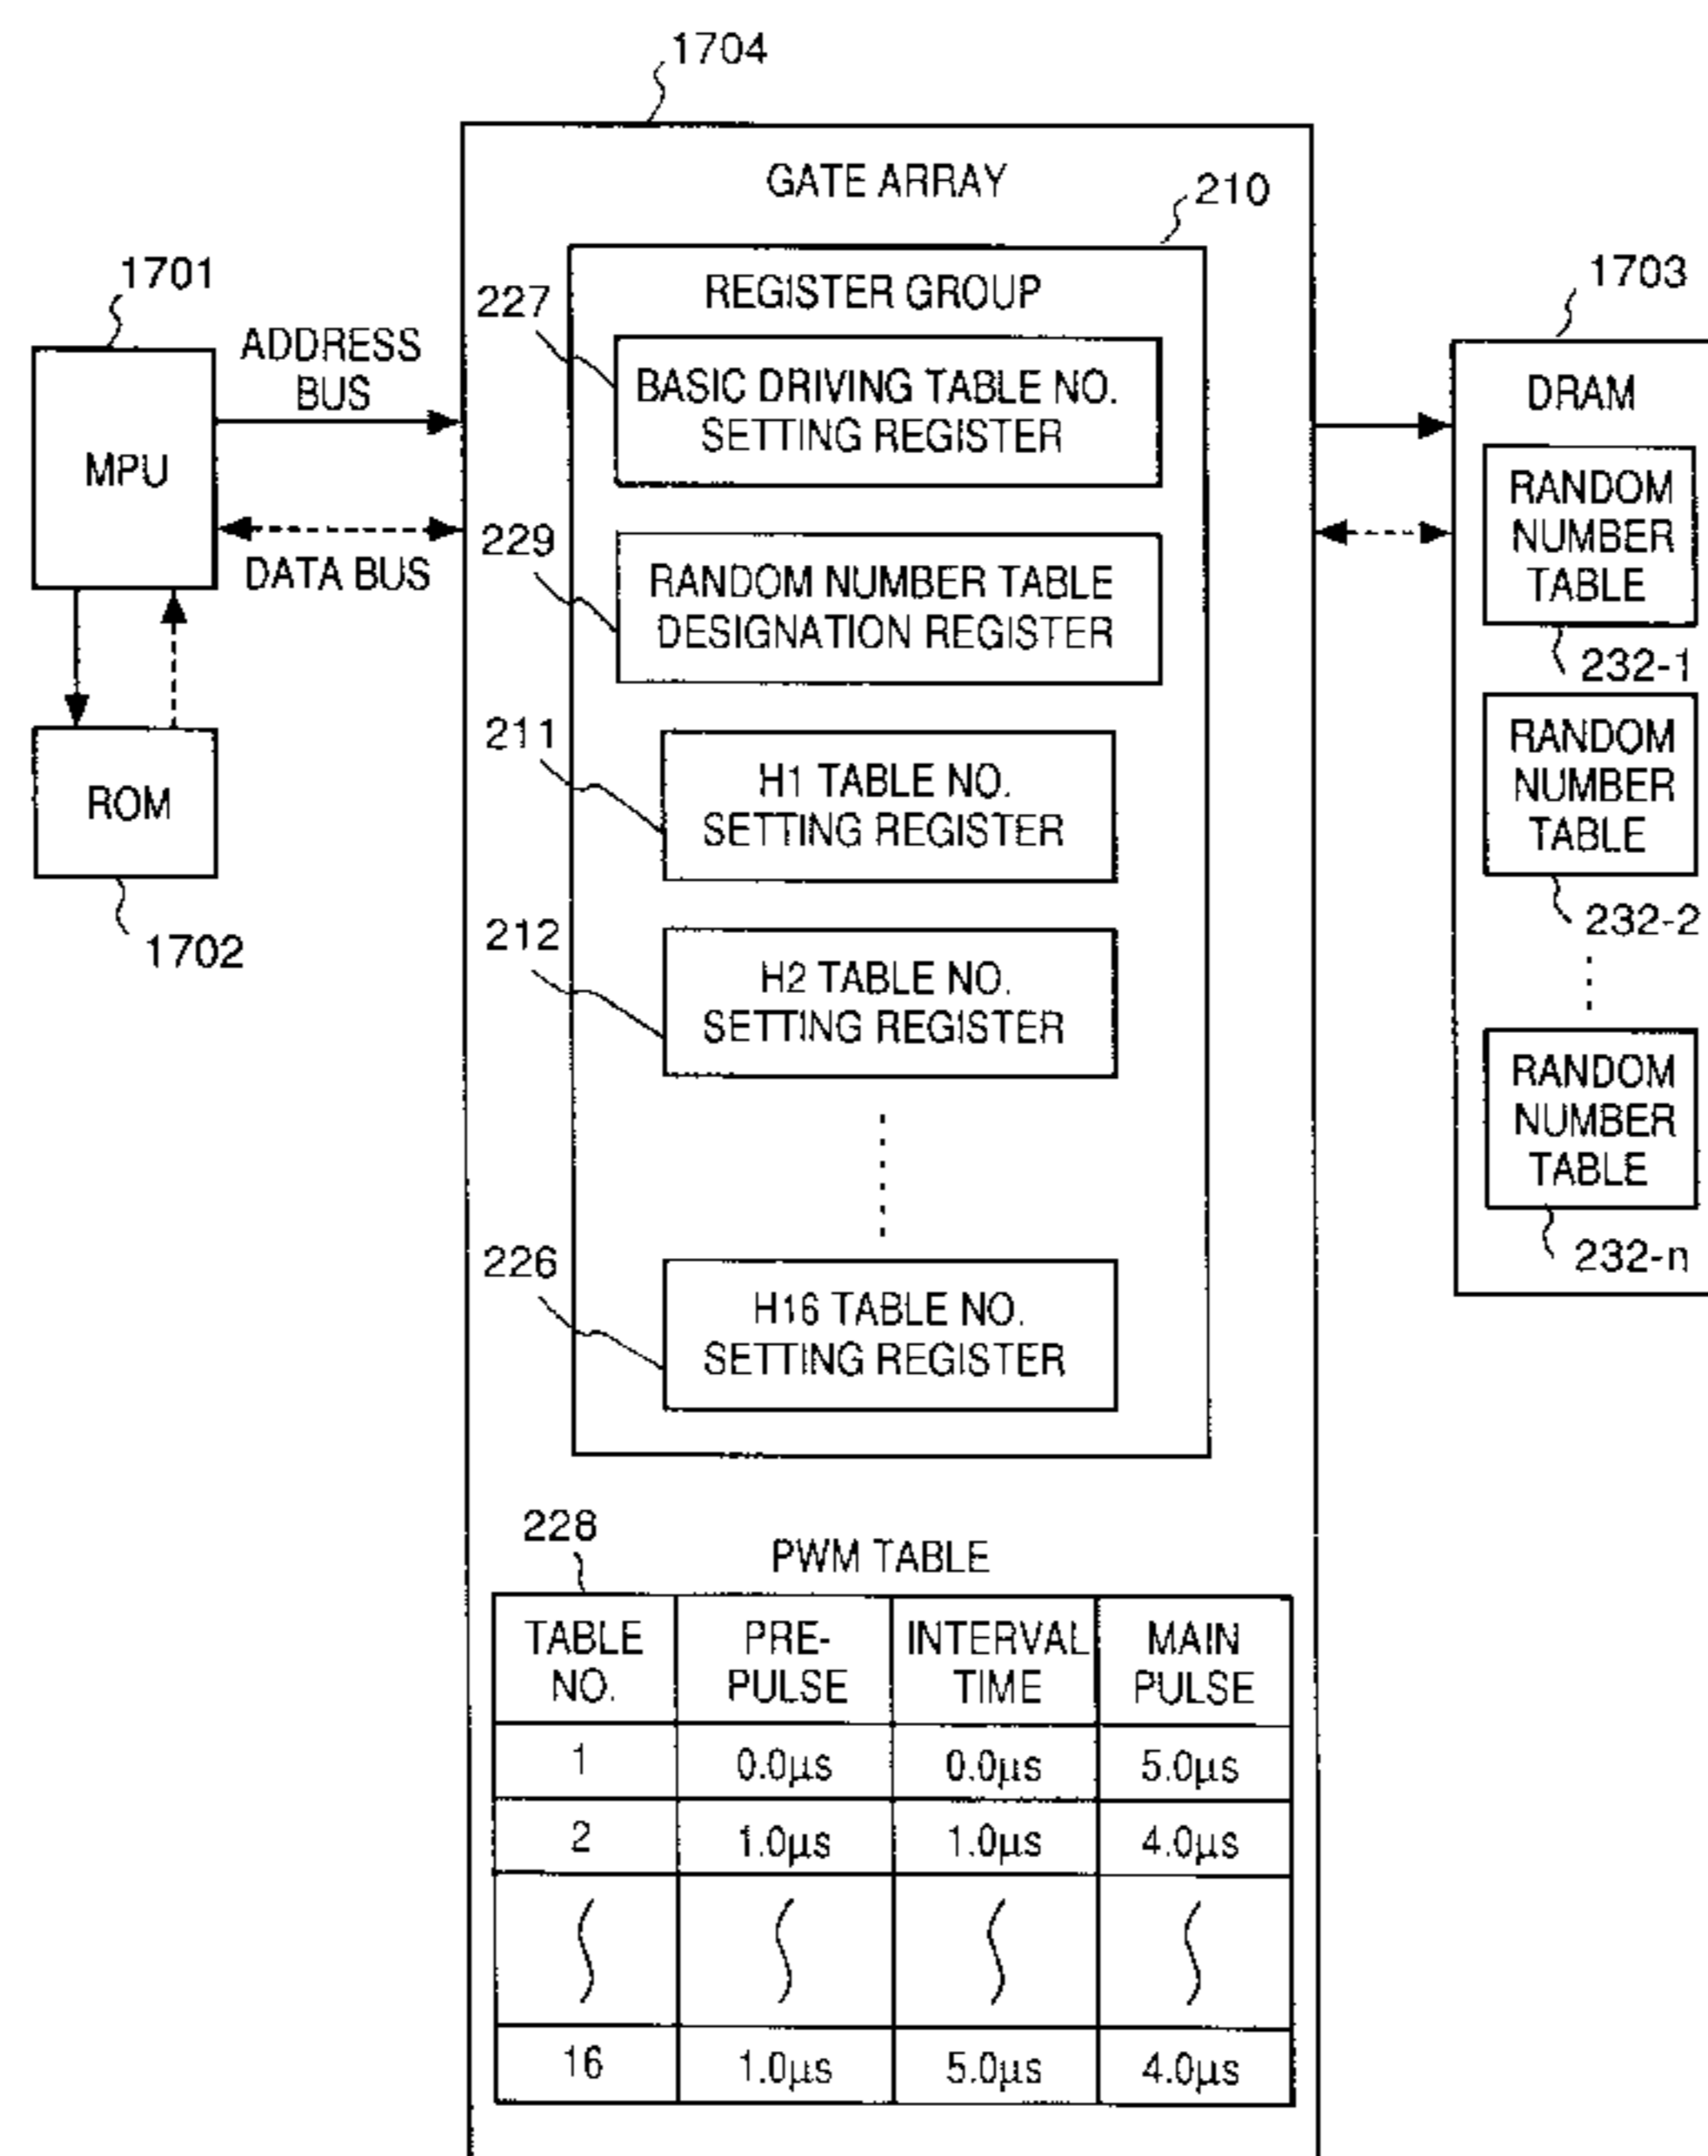 1704
GATE ARRAY
210
REGISTER GROUP
227
BASIC DRIVING TABLE NO.
SETTING REGISTER
229
RANDOM NUMBER TABLE
DESIGNATION REGISTER
211
H1 TABLE NO.
SETTING REGISTER
212
H2 TABLE NO.
SETTING REGISTER
226
H16 TABLE NO.
SETTING REGISTER
1701
MPU
ADDRESS
BUS
DATA BUS
ROM
1702
1703
DRAM
RANDOM
NUMBER
TABLE
232-1
RANDOM
NUMBER
TABLE
232-2
RANDOM
NUMBER
TABLE
232-n
228
PWM TABLE
TABLE NO. PRE-PULSE INTERVAL TIME MAIN PULSE
1 0.0µs 0.0µs 5.0µs
2 1.0µs 1.0µs 4.0µs
16 1.0µs 5.0µs 4.0µs